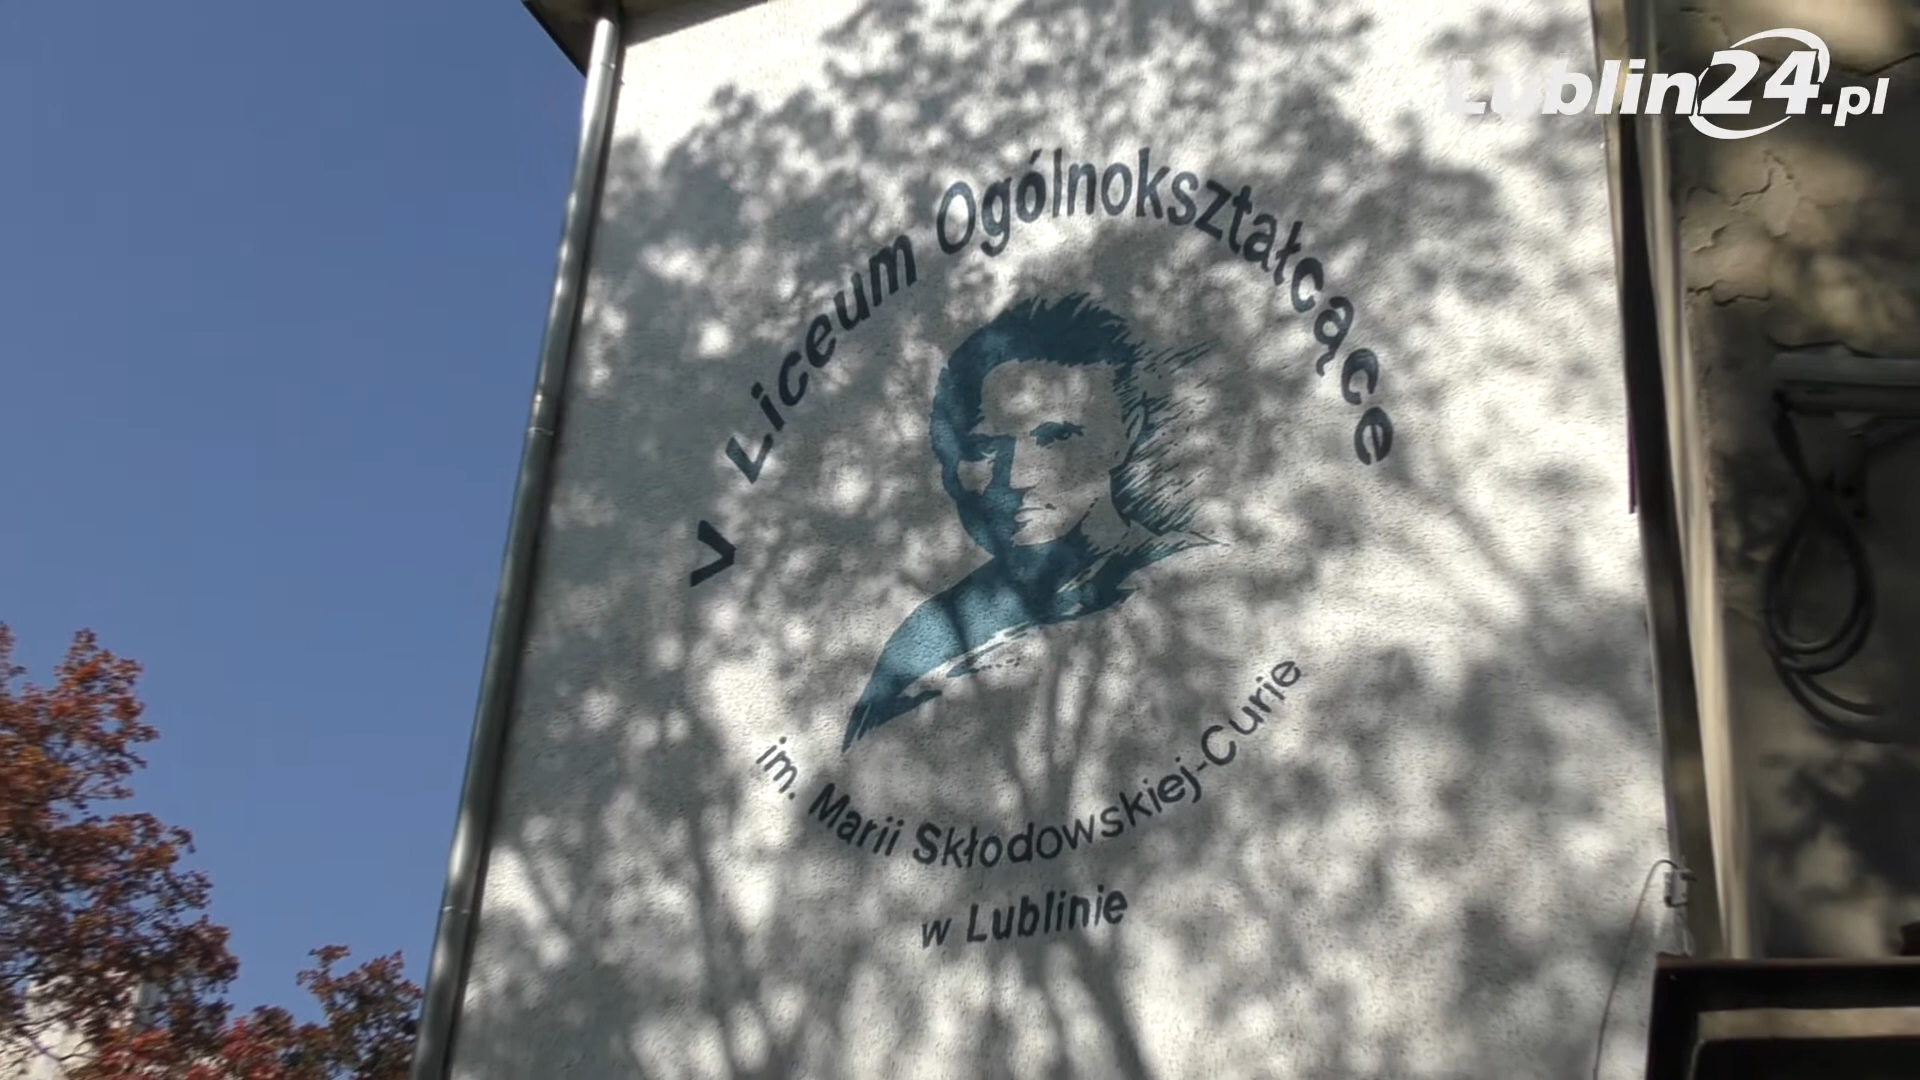 Lublin24.pl
V Liceum Ogólnokształcące
im. Marii Skłodowskiej-Curie
w Lublinie